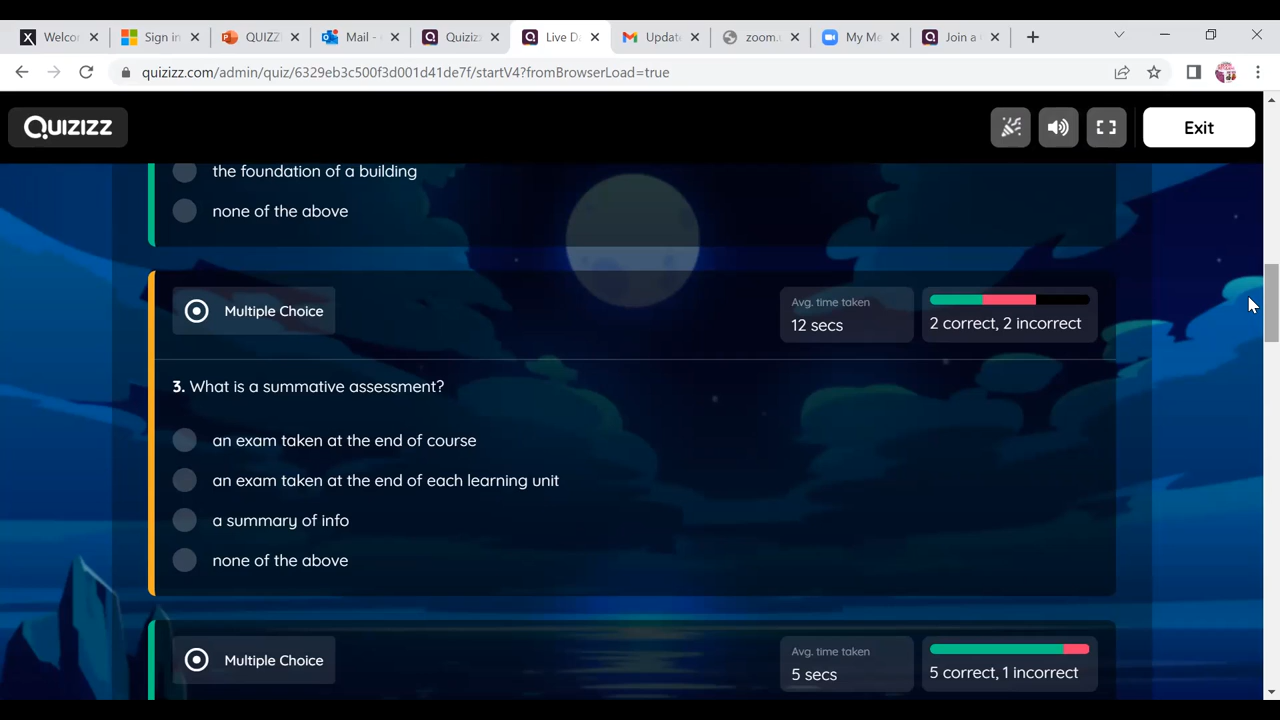 Welcor
Sign in
QUIZZ
Mail -
Quizizz
Live Da
Update
zoom.u
My Me
Join a
quizizz.com/admin/quiz/6329eb3c500f3d001d41de7f/startV4?fromBrowserLoad=true
Quizizz
Exit
the foundation of a building
none of the above
Multiple Choice
Avg. time taken
12 secs
2 correct, 2 incorrect
3. What is a summative assessment?
an exam taken at the end of course
an exam taken at the end of each learning unit
a summary of info
none of the above
Multiple Choice
Avg. time taken
5 secs
5 correct, 1 incorrect